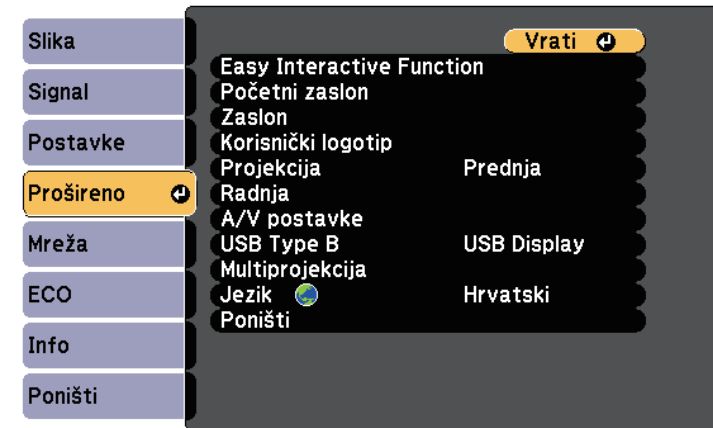 Slika
Signal
Postavke
Prošireno
Mreža
ECO
Info
Poništi
Vrati
Easy Interactive Function
Početni zaslon
Zaslon
Korisnički logotip
Projekcija Prednja
Radnja
A/V postavke
USB Type B USB Display
Multiprojekcija
Jezik Hrvatski
Poništi